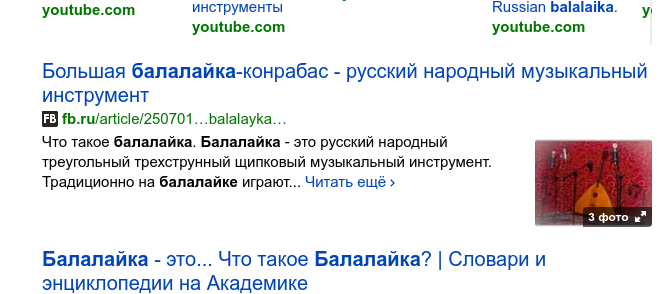 youtube.com
инструменты
youtube.com
Russian balalaika.
youtube.com
Большая балалайка-конрабас - русский народный музыкальный
инструмент
FB fb.ru/article/250701…balalayka…
Что такое балалайка. Балалайка - это русский народный
треугольный трехструнный щипковый музыкальный инструмент.
Традиционно на балалайке играют... Читать ещё ›
3 фото
Балалайка - это... Что такое Балалайка? | Словари и
энциклопедии на Академике